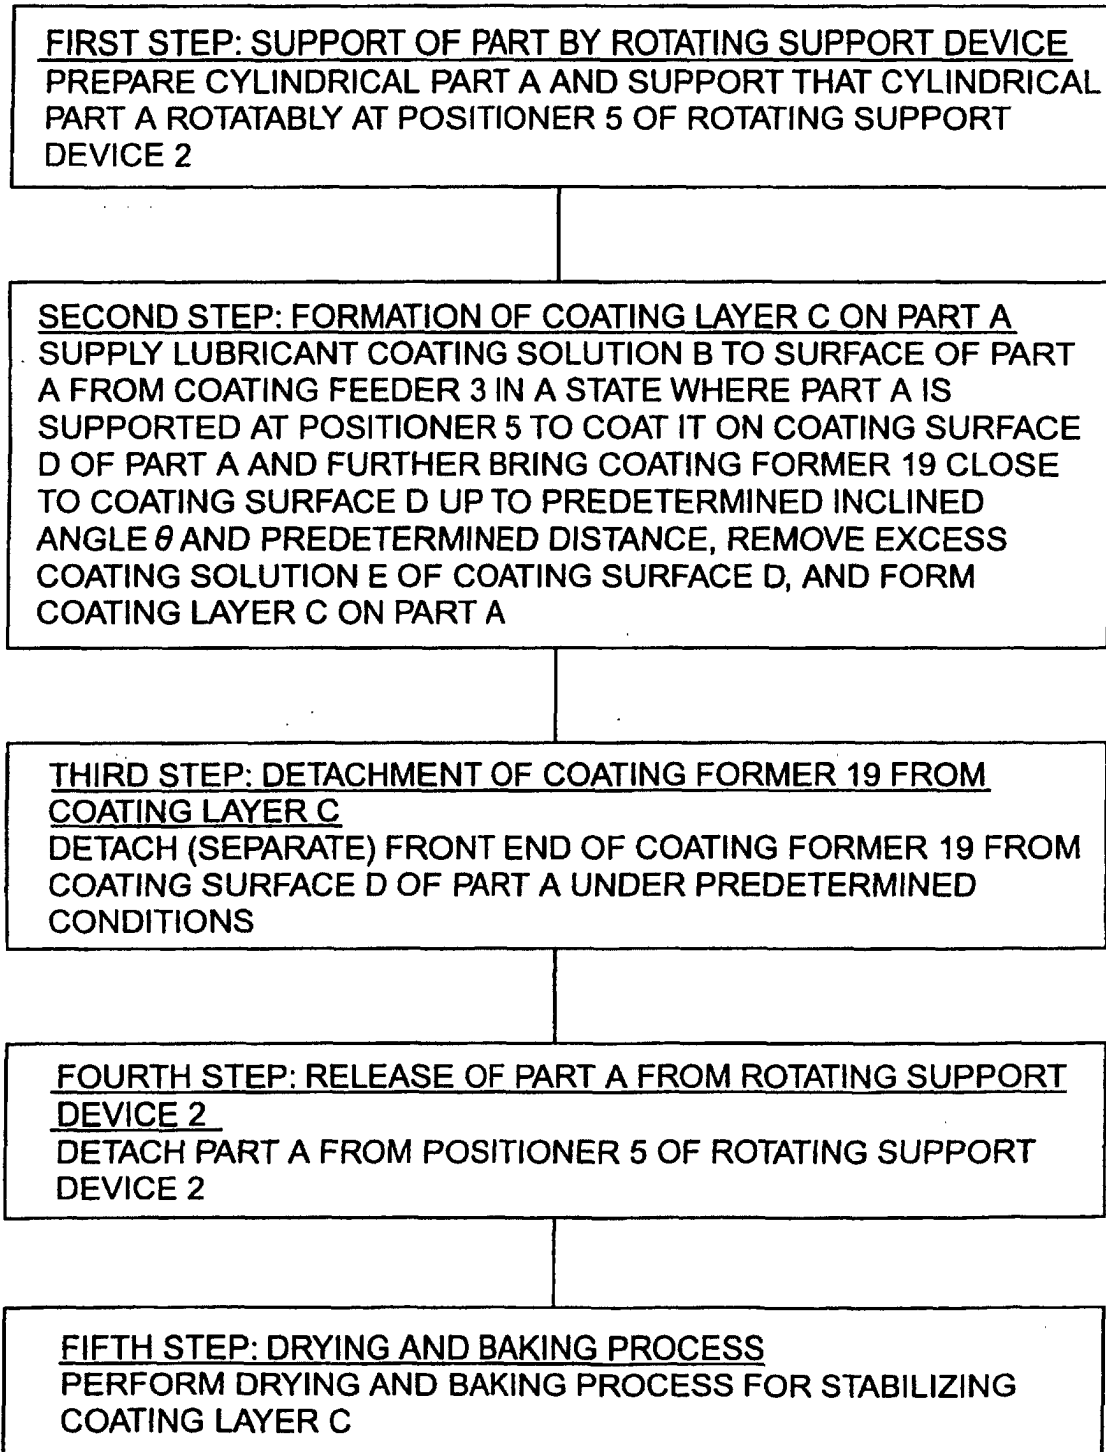 FIRST STEP: SUPPORT OF PART BY ROTATING SUPPORT DEVICE
PREPARE CYLINDRICAL PART A AND SUPPORT THAT CYLINDRICAL
PART A ROTATABLY AT POSITIONER 5 OF ROTATING SUPPORT
DEVICE 2
SECOND STEP: FORMATION OF COATING LAYER C ON PART A
SUPPLY LUBRICANT COATING SOLUTION B TO SURFACE OF PART
A FROM COATING FEEDER 3 IN A STATE WHERE PART A IS
SUPPORTED AT POSITIONER 5 TO COAT IT ON COATING SURFACE
D OF PART A AND FURTHER BRING COATING FORMER 19 CLOSE
TO COATING SURFACE D UP TO PREDETERMINED INCLINED
ANGLE θ AND PREDETERMINED DISTANCE, REMOVE EXCESS
COATING SOLUTION E OF COATING SURFACE D, AND FORM
COATING LAYER C ON PART A
THIRD STEP: DETACHMENT OF COATING FORMER 19 FROM
COATING LAYER C
DETACH (SEPARATE) FRONT END OF COATING FORMER 19 FROM
COATING SURFACE D OF PART A UNDER PREDETERMINED
CONDITIONS
FOURTH STEP: RELEASE OF PART A FROM ROTATING SUPPORT
DEVICE 2
DETACH PART A FROM POSITIONER 5 OF ROTATING SUPPORT
DEVICE 2
FIFTH STEP: DRYING AND BAKING PROCESS
PERFORM DRYING AND BAKING PROCESS FOR STABILIZING
COATING LAYER C